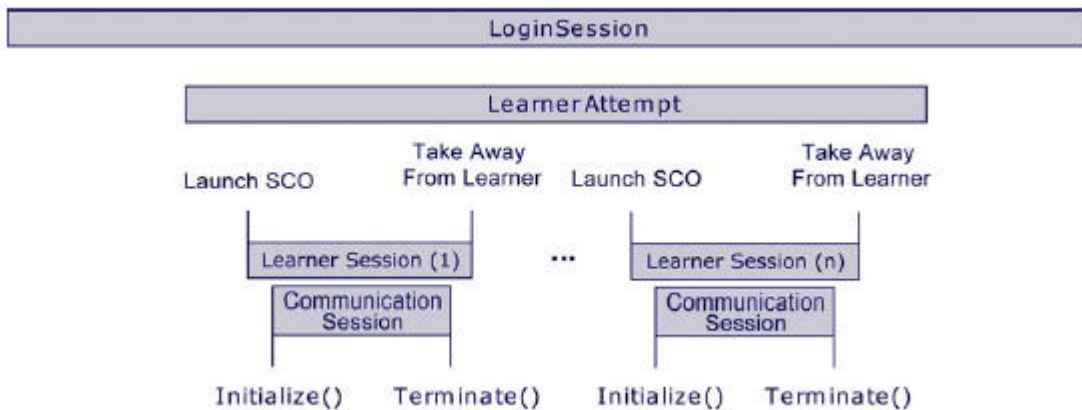 LoginSession
LearnerAttempt
Take Away
Take Away
Launch SCO
From Learner
Launch SCO
From Learner
Learner Session (1)
...
Learner Session (n)
Communication
Session
Communication
Session
Initialize()
Terminate()
Initialize()
Terminate()